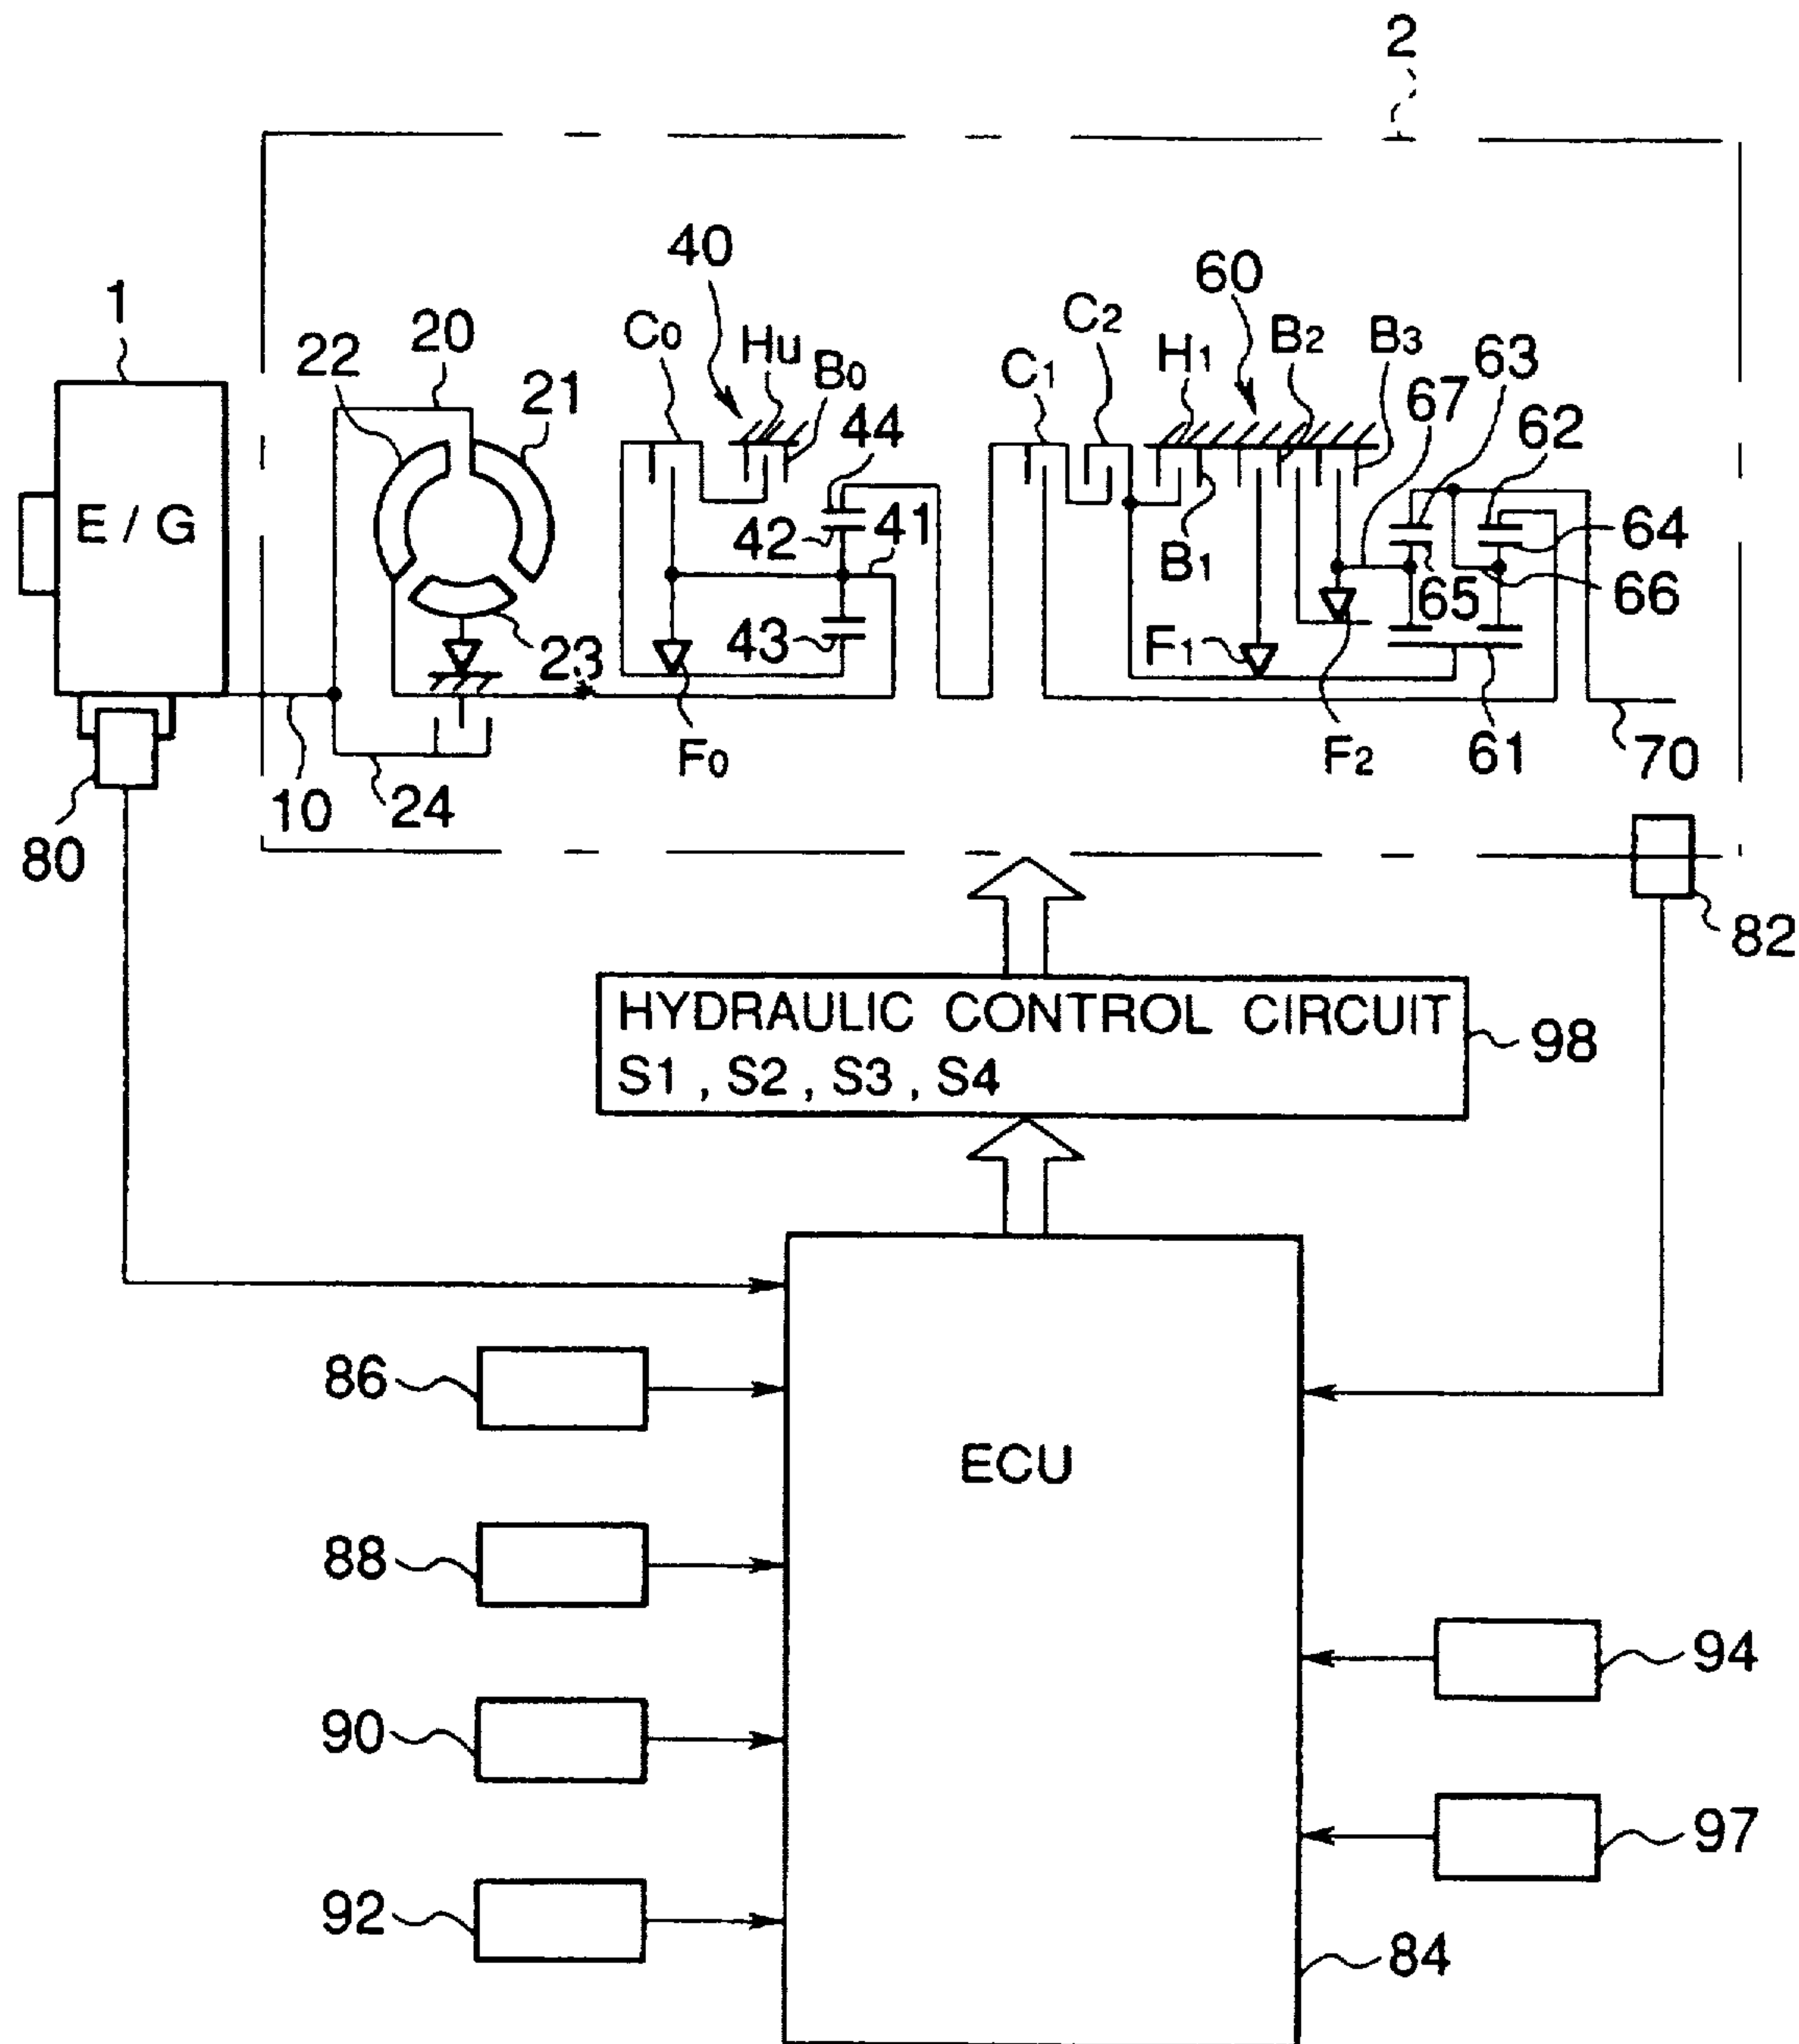 2
1
20
22
21
C0
40
Hu
B0
44
C1
C2
H1
60
B2
B3
67
63
62
E / G
42
41
43
23
B1
65
64
66
F1
F0
F2
61
70
10
24
80
82
HYDRAULIC CONTROL CIRCUIT
S1 , S2 , S3 , S4
98
86
ECU
88
94
90
97
92
84